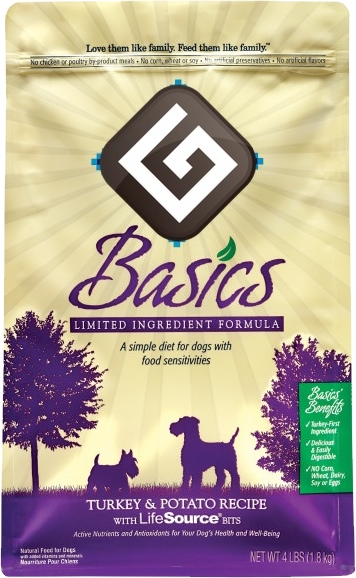 Love them like family. Feed them like family.™
No chicken or poultry by-product meals • No corn, wheat or soy • No artificial preservatives • No artificial flavors
Basics
LIMITED INGREDIENT FORMULA
A simple diet for dogs with
food sensitivities
Basics'
Benefits
✓ Turkey-First
Ingredient
✓ Delicious
& Easily
Digestible
✓ NO Corn,
Wheat, Dairy,
Soy or Eggs
TURKEY & POTATO RECIPE
WITH LifeSource® BITS
Active Nutrients and Antioxidants for Your Dog's Health and Well-Being
Natural Food for Dogs
with added vitamins and minerals
Nourriture Pour Chiens
NET WT 4 LBS (1.8 kg)